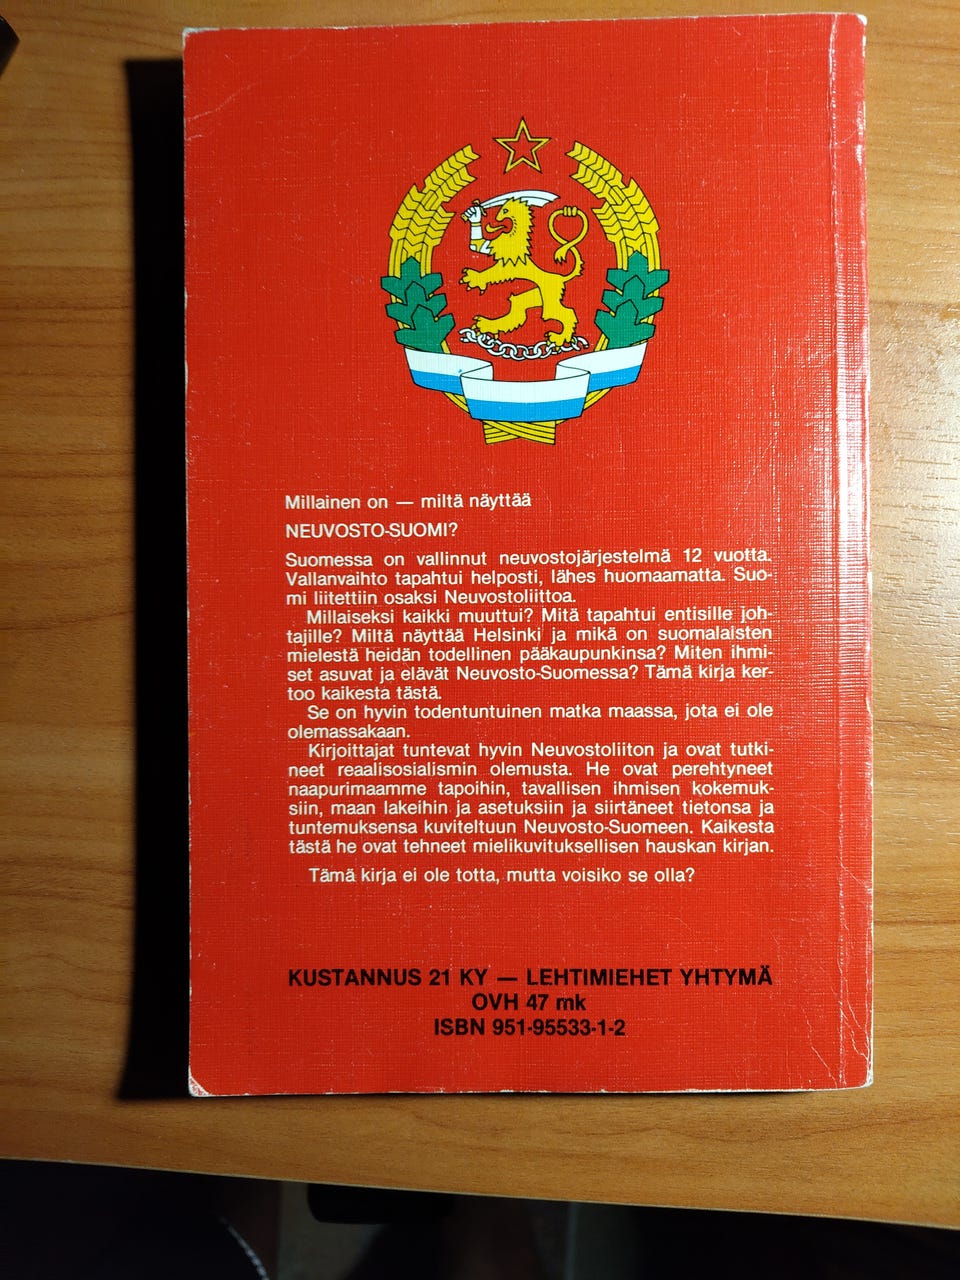 Millainen on — miltä näyttää
NEUVOSTO-SUOMI?
Suomessa on vallinnut neuvostojärjestelmä 12 vuotta.
Vallanvaihto tapahtui helposti, lähes huomaamatta. Suo-
mi liitettiin osaksi Neuvostoliittoa.
Millaiseksi kaikki muuttui? Mitä tapahtui entisille joh-
tajille? Miltä näyttää Helsinki ja mikä on suomalaisten
mielestä heidän todellinen pääkaupunkinsa? Miten ihmi-
set asuvat ja elävät Neuvosto-Suomessa? Tämä kirja ker-
too kaikesta tästä.
Se on hyvin todentuntuinen matka maassa, jota ei ole
olemassakaan.
Kirjoittajat tuntevat hyvin Neuvostoliiton ja ovat tutki-
neet reaalisosialismin olemusta. He ovat perehtyneet
naapurimaamme tapoihin, tavallisen ihmisen kokemuk-
siin, maan lakeihin ja asetuksiin ja siirtäneet tietonsa ja
tuntemuksensa kuviteltuun Neuvosto-Suomeen. Kaikesta
tästä he ovat tehneet mielikuvituksellisen hauskan kirjan.
Tämä kirja ei ole totta, mutta voisiko se olla?
KUSTANNUS 21 KY — LEHTIMIEHET YHTYMÄ
OVH 47 mk
ISBN 951-95533-1-2